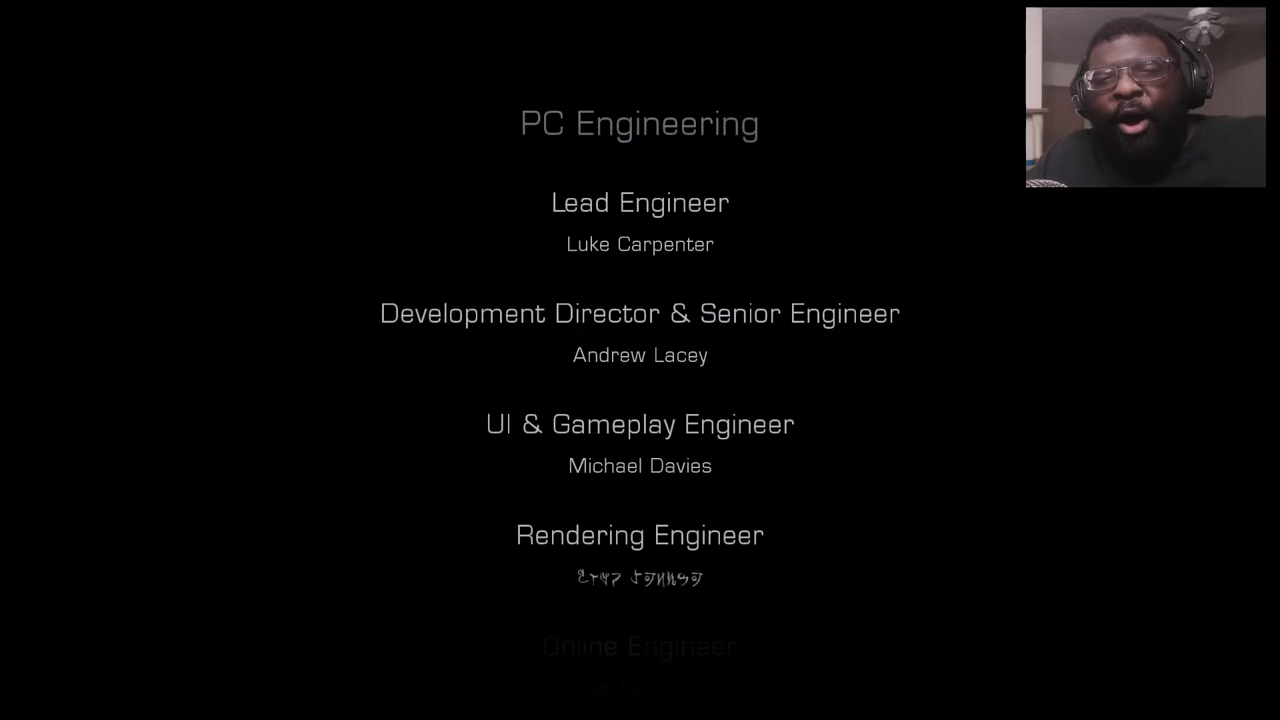 PC Engineering
Lead Engineer
Luke Carpenter
Development Director & Senior Engineer
Andrew Lacey
UI & Gameplay Engineer
Michael Davies
Rendering Engineer
Online Engineer